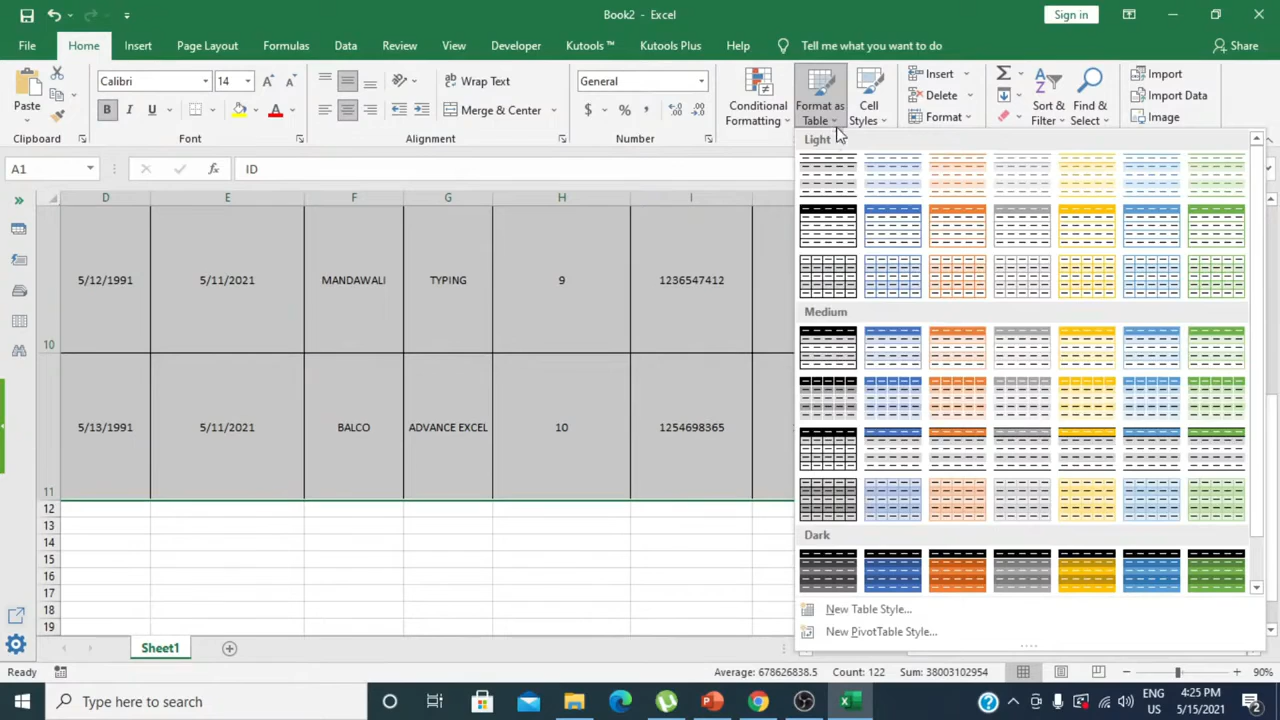 Book2 - Excel
Sign in
File Home Insert Page Layout Formulas Data Review View Developer Kutools ™ Kutools Plus Help Tell me what you want to do Share
Paste
Clipboard
Calibri 14
B I U
Font
Wrap Text
Merge & Center
Alignment
General
$ %
Number
Conditional Formatting
Format as Table
Cell Styles
Insert
Delete
Format
Sort & Filter
Find & Select
Import
Import Data
Image
A1
ID
D E F G H I
5/12/1991 5/11/2021 MANDAWALI TYPING 9 1236547412
10
5/13/1991 5/11/2021 BALCO ADVANCE EXCEL 10 1254698365
11
12
13
14
15
16
17
18
19
Light
Medium
Dark
New Table Style...
New PivotTable Style...
Sheet1
Ready
Average: 678626838.5 Count: 122 Sum: 38003102954
90%
Type here to search
ENG
US
4:25 PM
5/15/2021
2